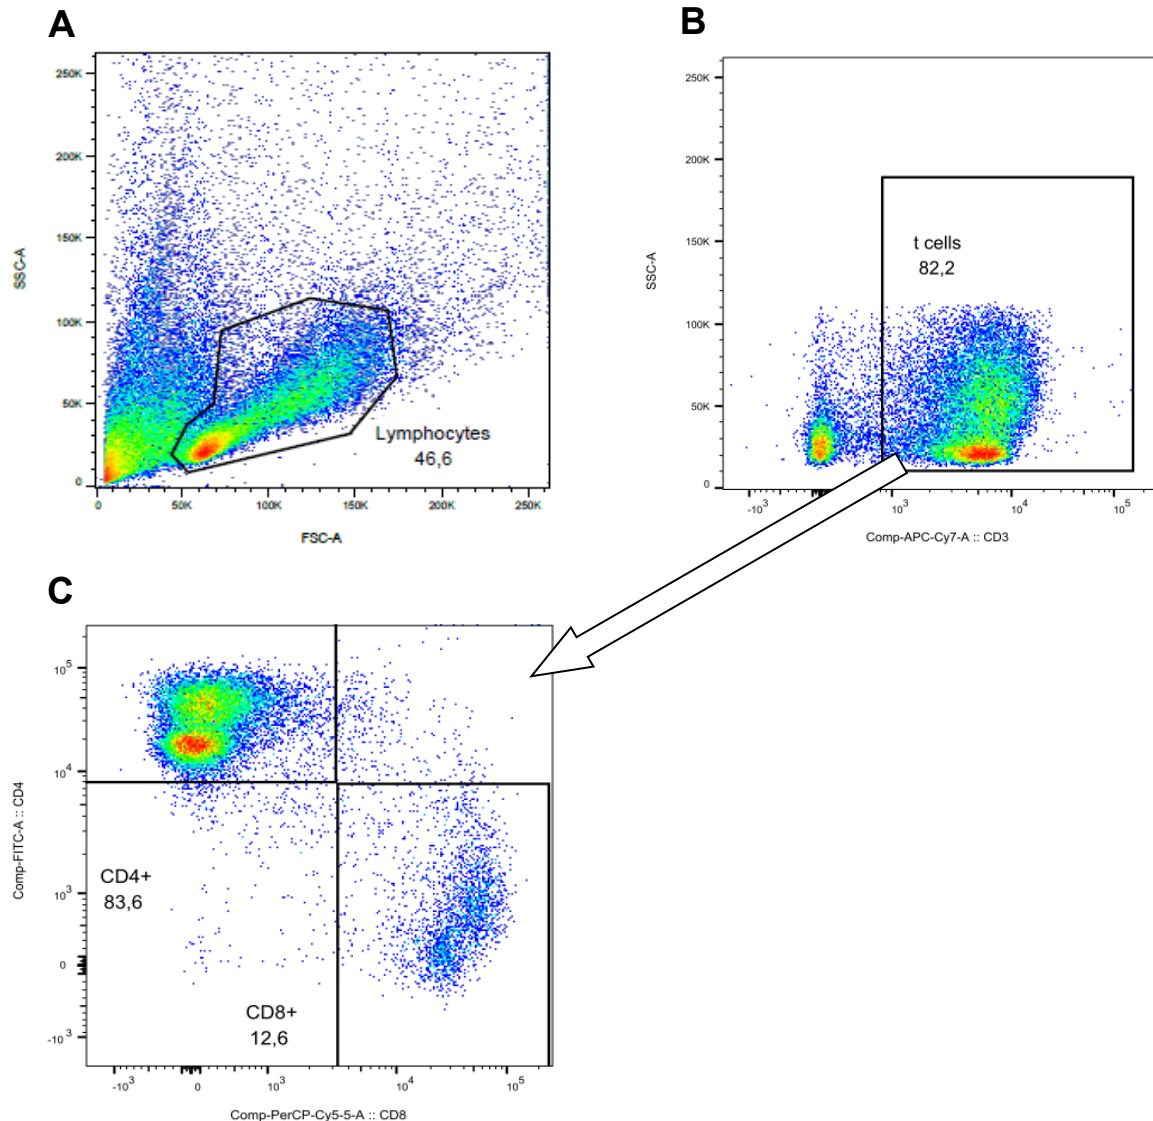 A
250K
200K
150K
100K
50K
0
SSC-A
Lymphocytes
46,6
0
50K
100K
150K
200K
250K
FSC-A
B
250K
200K
150K
100K
50K
0
SSC-A
t cells
82,2
-10³
10³
10⁴
10⁵
Comp-APC-Cy7-A :: CD3
C
10⁵
10⁴
10³
0
-10³
Comp-FITC-A :: CD4
CD4+
83,6
CD8+
12,6
-10³
0
10³
10⁴
10⁵
Comp-PerCP-Cy5-5-A :: CD8